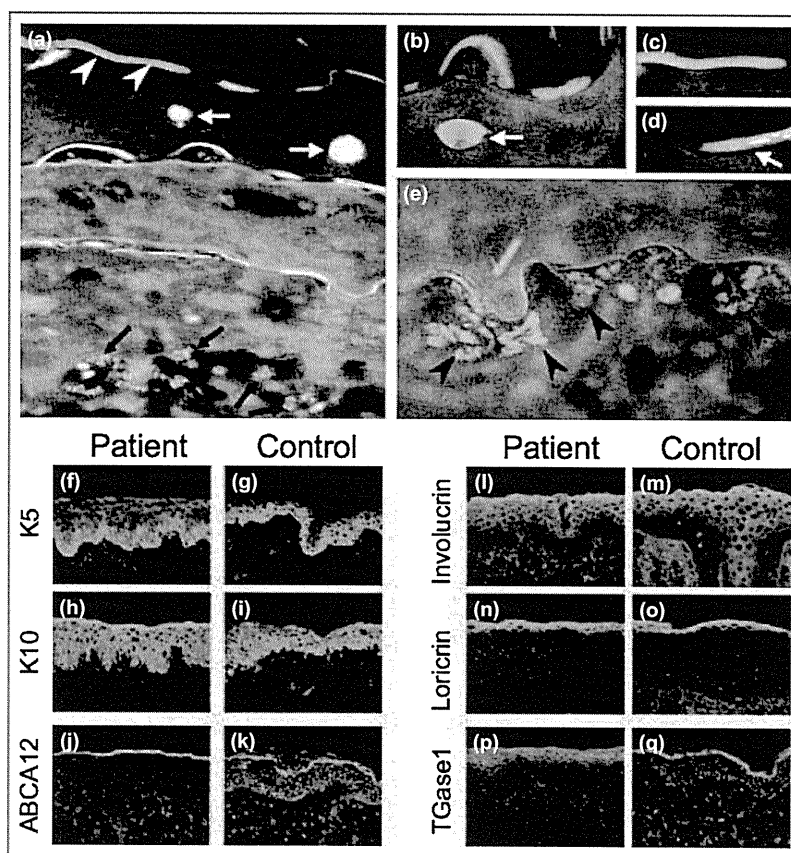 (a)
(b)
(c)
(d)
(e)
Patient Control
Patient Control
K5
(f)
(g)
K10
(h)
(i)
ABCA12
(j)
(k)
Involucrin
(l)
(m)
Loricrin
(n)
(o)
TGase1
(p)
(q)